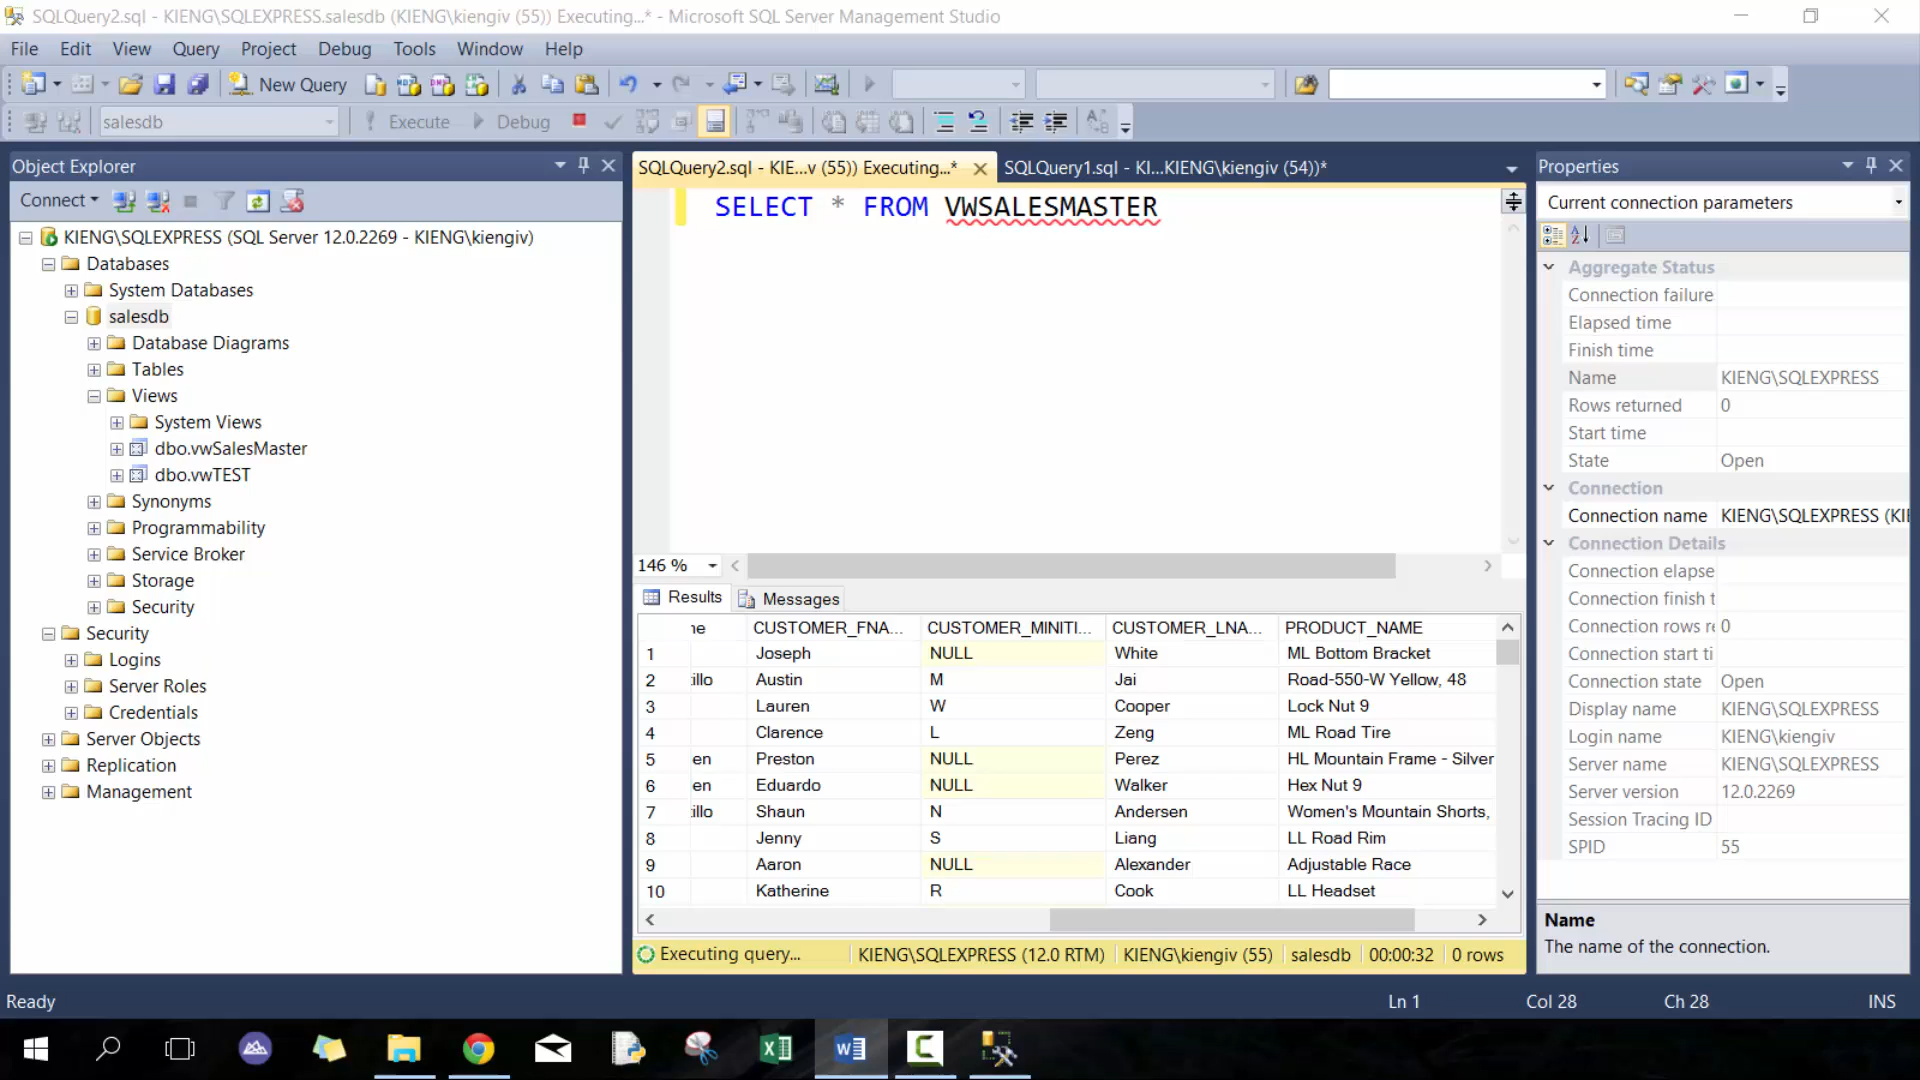 SQLQuery2.sql - KIENG\SQLEXPRESS.salesdb (KIENG\kiengiv (55)) Executing...* - Microsoft SQL Server Management Studio
File Edit View Query Project Debug Tools Window Help
New Query
salesdb Execute Debug
Object Explorer
Connect
KIENG\SQLEXPRESS (SQL Server 12.0.2269 - KIENG\kiengiv)
Databases
System Databases
salesdb
Database Diagrams
Tables
Views
System Views
dbo.vwSalesMaster
dbo.vwTEST
Synonyms
Programmability
Service Broker
Storage
Security
Security
Logins
Server Roles
Credentials
Server Objects
Replication
Management
SQLQuery2.sql - KIE...v (55)) Executing...* SQLQuery1.sql - KI...KIENG\kiengiv (54))*
SELECT * FROM VWSALESMASTER
146 %
Results Messages
ne CUSTOMER_FNA... CUSTOMER_MINITI... CUSTOMER_LNA... PRODUCT_NAME
1 Joseph NULL White ML Bottom Bracket
2 illo Austin M Jai Road-550-W Yellow, 48
3 Lauren W Cooper Lock Nut 9
4 Clarence L Zeng ML Road Tire
5 en Preston NULL Perez HL Mountain Frame - Silver
6 en Eduardo NULL Walker Hex Nut 9
7 illo Shaun N Andersen Women's Mountain Shorts,
8 Jenny S Liang LL Road Rim
9 Aaron NULL Alexander Adjustable Race
10 Katherine R Cook LL Headset
Executing query... KIENG\SQLEXPRESS (12.0 RTM) KIENG\kiengiv (55) salesdb 00:00:32 0 rows
Properties
Current connection parameters
Aggregate Status
Connection failure
Elapsed time
Finish time
Name KIENG\SQLEXPRESS
Rows returned 0
Start time
State Open
Connection
Connection name KIENG\SQLEXPRESS (KI
Connection Details
Connection elapse
Connection finish t
Connection rows re 0
Connection start ti
Connection state Open
Display name KIENG\SQLEXPRESS
Login name KIENG\kiengiv
Server name KIENG\SQLEXPRESS
Server version 12.0.2269
Session Tracing ID
SPID 55
Name
The name of the connection.
Ready Ln 1 Col 28 Ch 28 INS